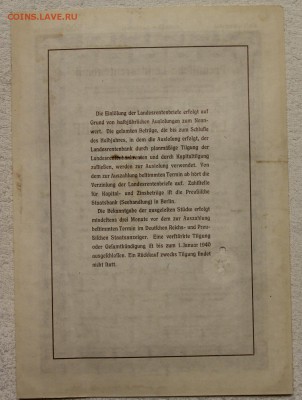 COINS.LAVE.RU
Die Einlösung der Landesrentenbriefe erfolgt auf
Grund von halbjährlichen Auslosungen zum Nenn-
wert. Die gesamten Beträge, die bis zum Schlusse
des Halbjahres, in dem die Auslosung erfolgt, der
Landesrentenbank durch planmäßige Tilgung der
Landes und durch Kapitaltilgung
zufließen, werden zur Auslosung verwendet. Von
dem zur Auszahlung bestimmten Termin ab hört die
Verzinsung der Landesrentenbriefe auf. Zahlstelle
für Kapital- und Zinsbeträge ist die Preußische
Staatsbank (Seehandlung) in Berlin.
Die Bekanntgabe der ausgelosten Stücke erfolgt
mindestens drei Monate vor dem zur Auszahlung
bestimmten Termin im Deutschen Reichs- und Preu-
ßischen Staatsanzeiger. Eine verstärkte Tilgung
oder Gesamtkündigung ist bis zum 1. Januar 1940
ausgeschlossen. Ein Rückkauf zwecks Tilgung findet
nicht statt.